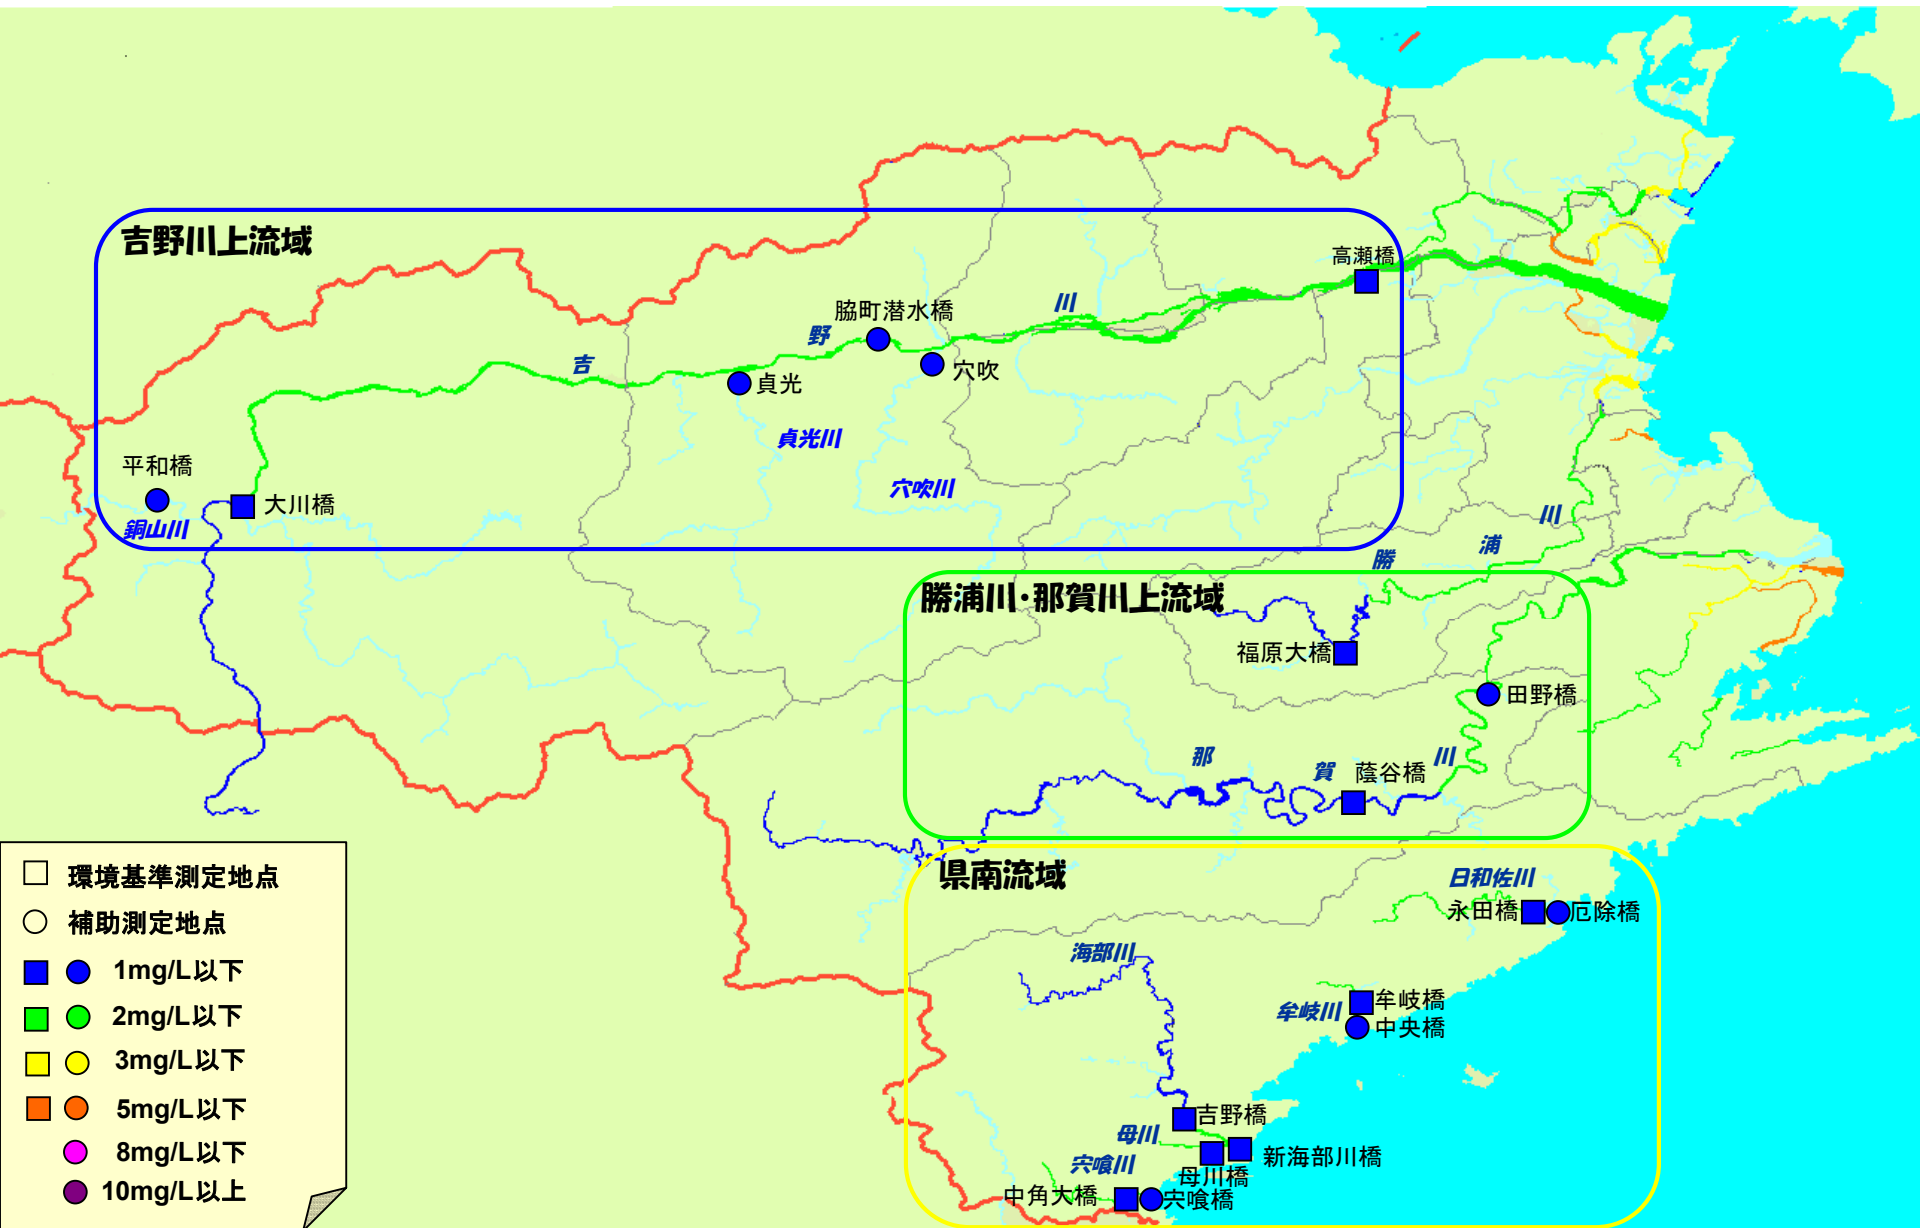 吉野川上流域
高瀬橋
脇町潜水橋
川
野
吉
穴吹
貞光
貞光川
平和橋
穴吹川
大川橋
銅山川
川
浦
勝
勝浦川・那賀川上流域
福原大橋
田野橋
那
賀
川
蔭谷橋
県南流域
日和佐川
永田橋
厄除橋
海部川
牟岐橋
牟岐川
中央橋
吉野橋
母川
新海部川橋
母川橋
宍喰川
中角大橋
宍喰橋
環境基準測定地点
補助測定地点
1mg/L以下
2mg/L以下
3mg/L以下
5mg/L以下
8mg/L以下
10mg/L以上